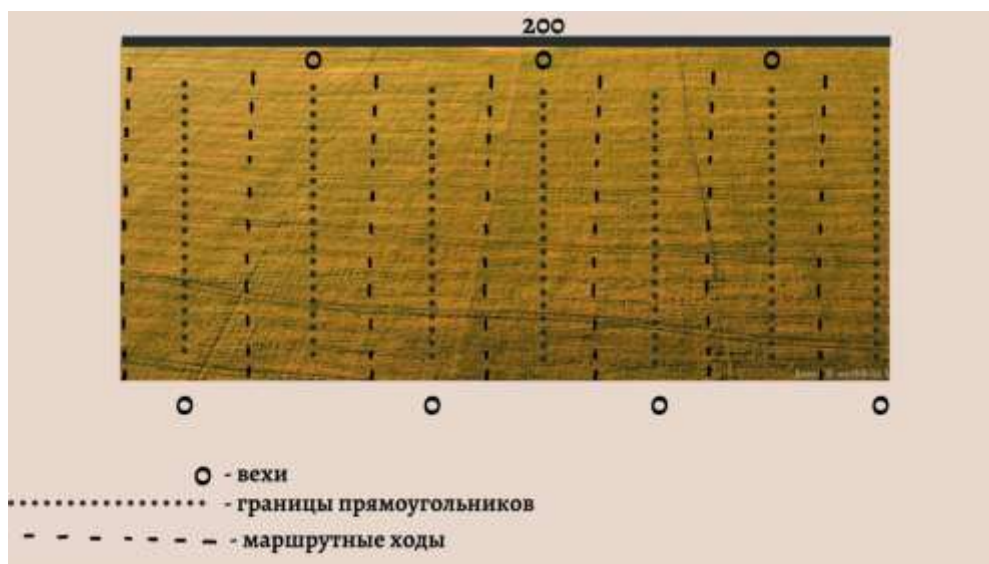 200
- вехи
- границы прямоугольников
- маршрутные ходы